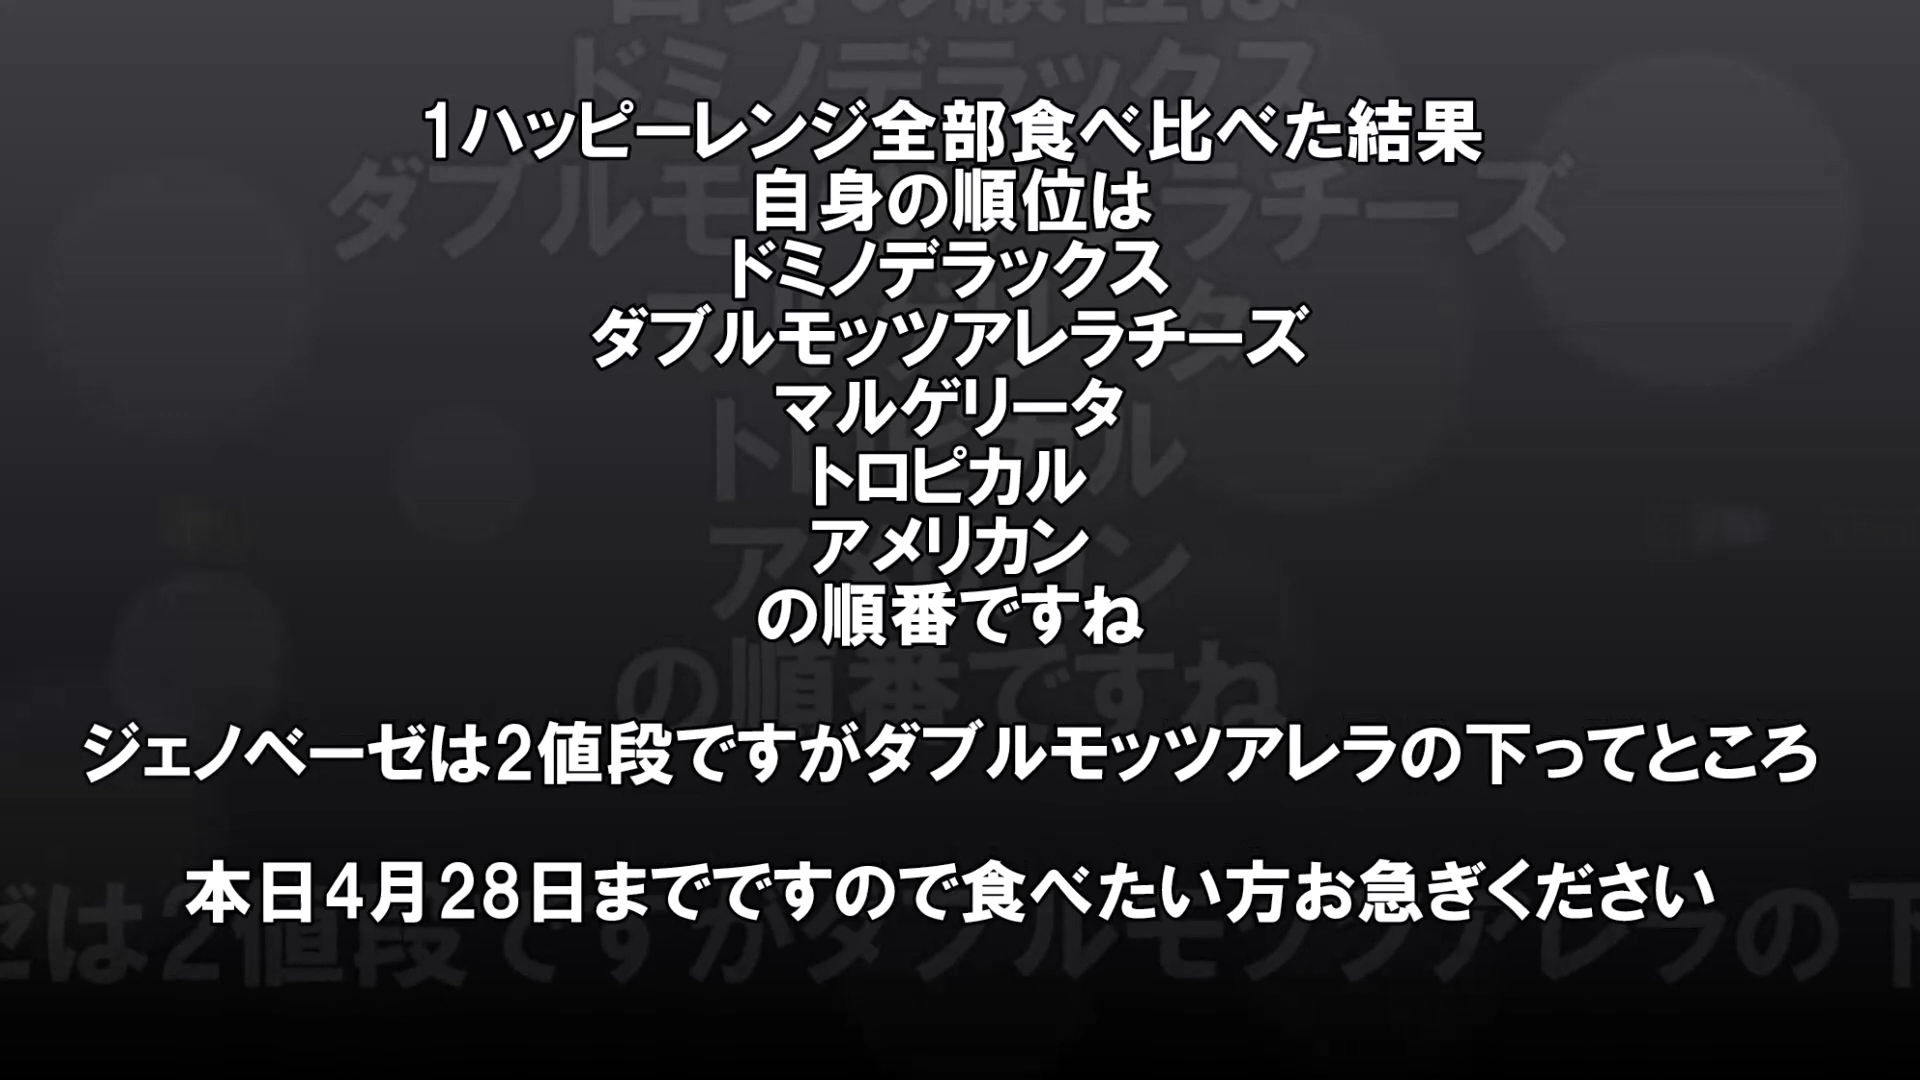 1ハッピーレンジ全部食べ比べた結果
自身の順位は
ドミノデラックス
ダブルモッツアレラチーズ
マルゲリータ
トロピカル
アメリカン
の順番ですね
ジェノベーゼは2値段ですがダブルモッツアレラの下ってところ
本日4月28日までですので食べたい方お急ぎください